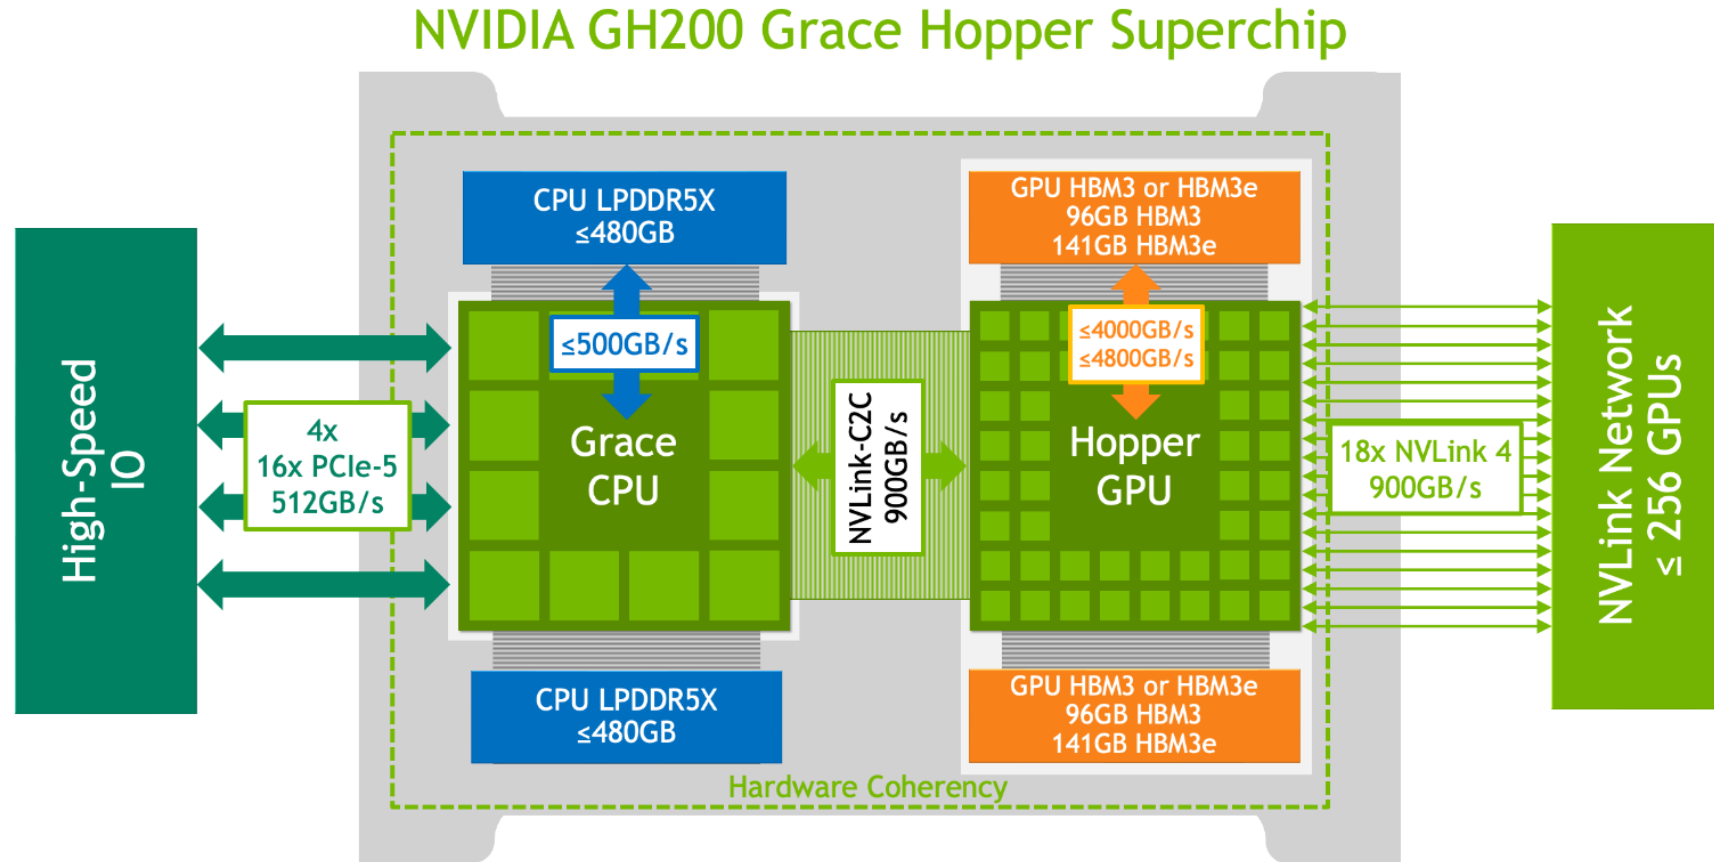 NVIDIA GH200 Grace Hopper Superchip
High-Speed
IO
4x
16x PCIe-5
512GB/s
CPU LPDDR5X
≤480GB
≤500GB/s
Grace
CPU
CPU LPDDR5X
≤480GB
NVLink-C2C
900GB/s
GPU HBM3 or HBM3e
96GB HBM3
141GB HBM3e
≤4000GB/s
≤4800GB/s
Hopper
GPU
GPU HBM3 or HBM3e
96GB HBM3
141GB HBM3e
18x NVLink 4
900GB/s
NVLink Network
≤ 256 GPUs
Hardware Coherency